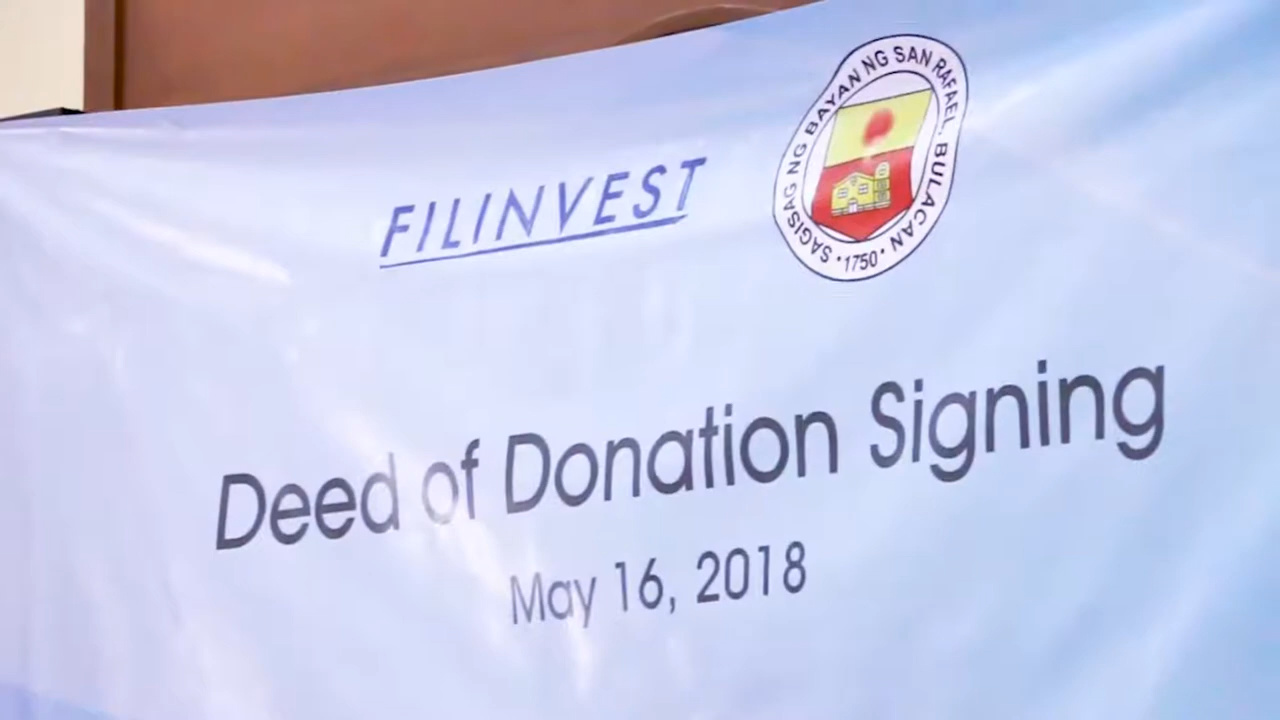 FILINVEST
SAGISAG NG BAYAN NG SAN RAFAEL, BULACAN
•1750•
Deed of Donation Signing
May 16, 2018